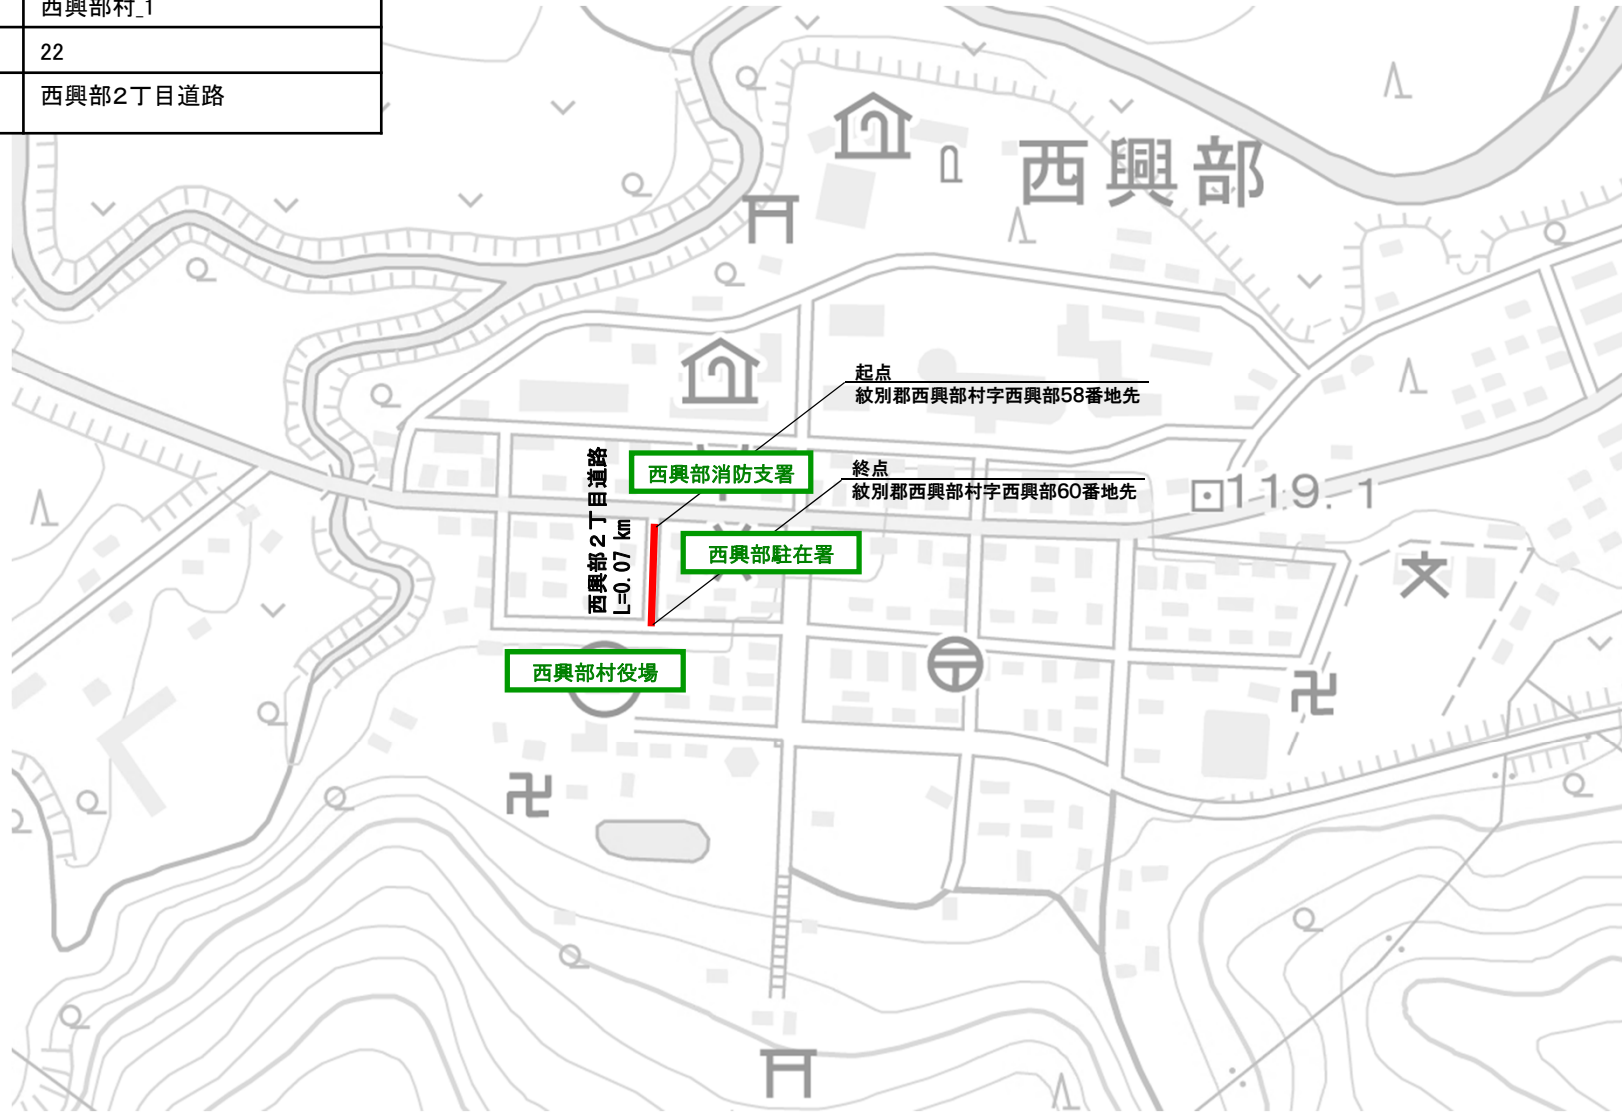 西興部村_1
22
西興部2丁目道路
西興部
起点
紋別郡西興部村字西興部58番地先
西興部2丁目道路
L=0.07 km
西興部消防支署
終点
紋別郡西興部村字西興部60番地先
119.1
西興部駐在署
西興部村役場